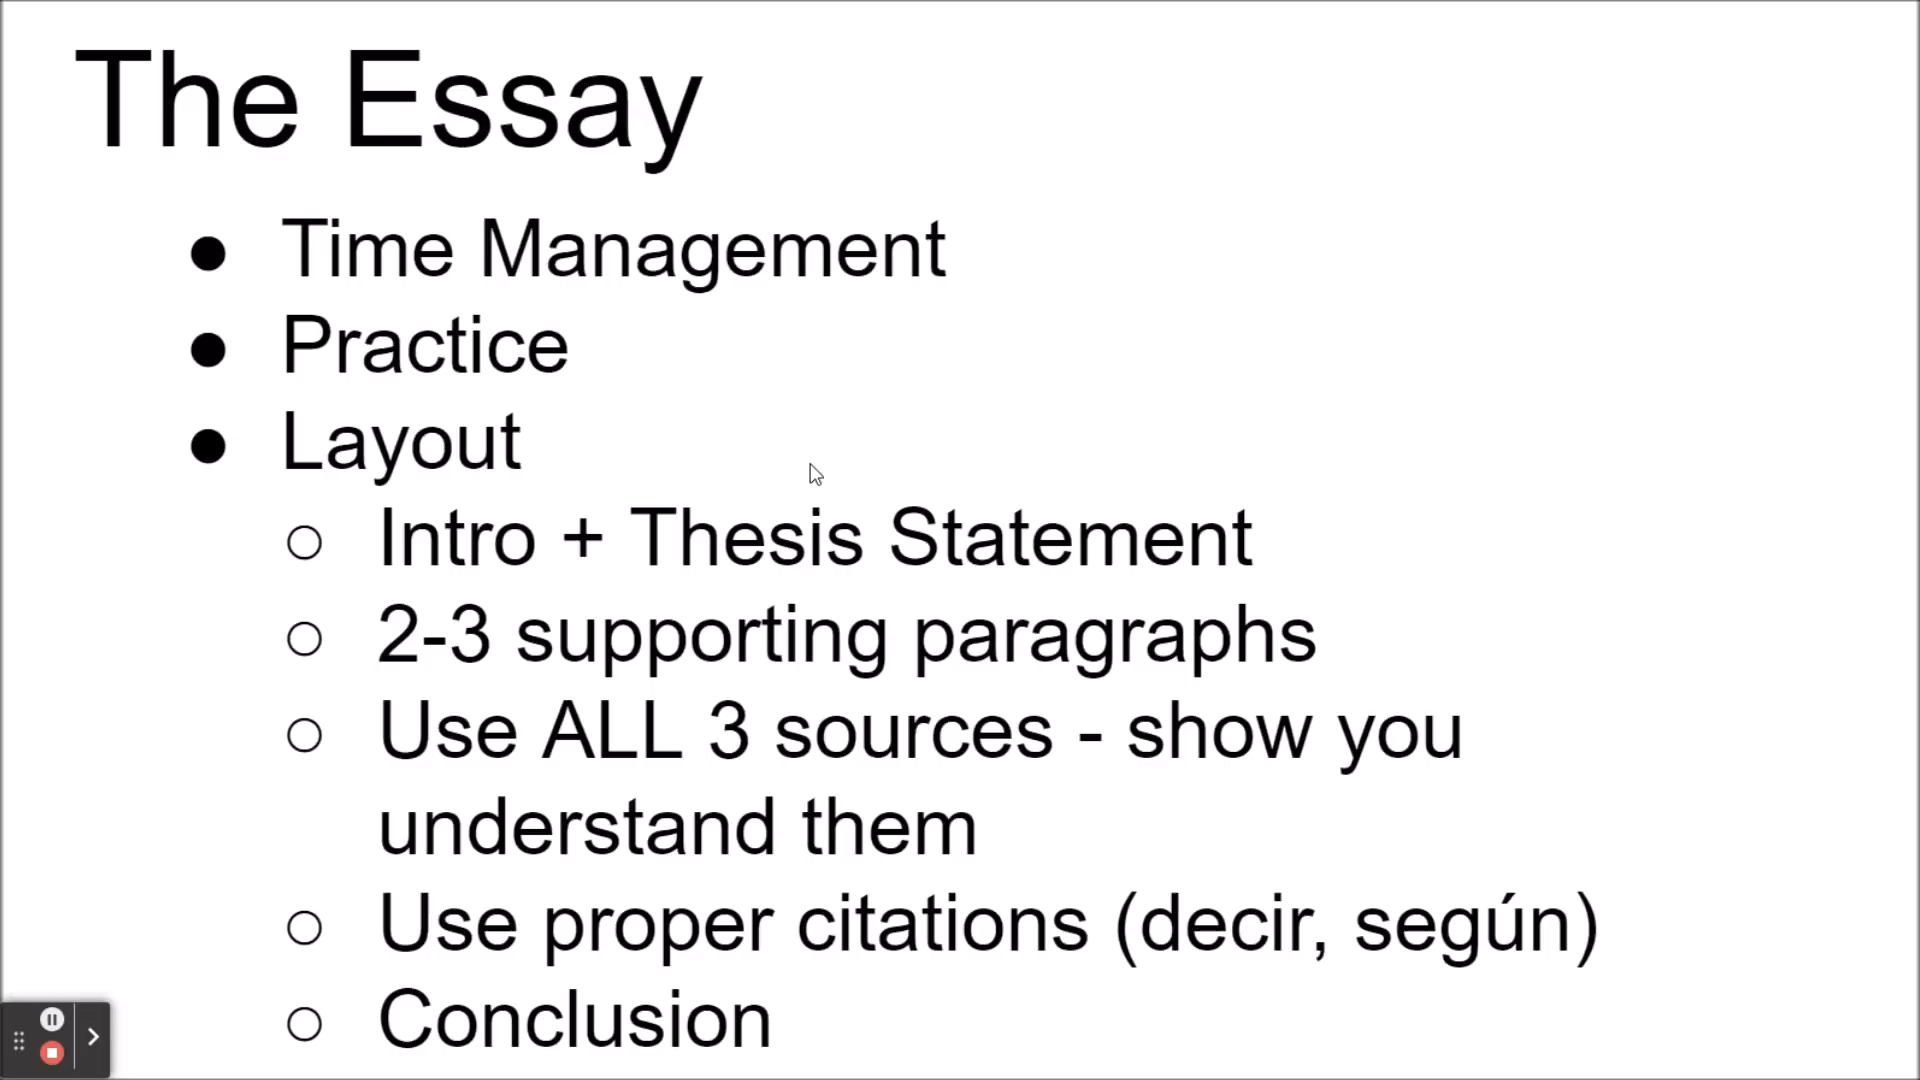 The Essay
● Time Management
● Practice
● Layout
○ Intro + Thesis Statement
○ 2-3 supporting paragraphs
○ Use ALL 3 sources - show you
understand them
○ Use proper citations (decir, según)
○ Conclusion